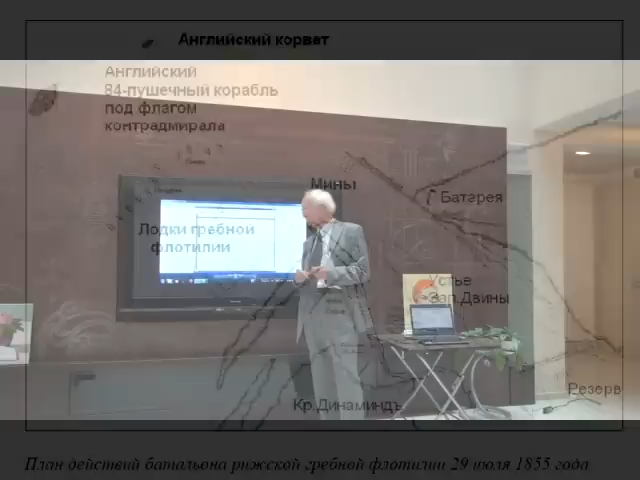 Английский корвет
Английский
84-пушечный корабль
под флагом
контрадмирала
Мины
Батарея
Лодки гребной
флотилии
Устье
Зап.Двины
Резерв
Кр.Динаминдъ
План действий батальона рижской гребной флотилии 29 июля 1855 года